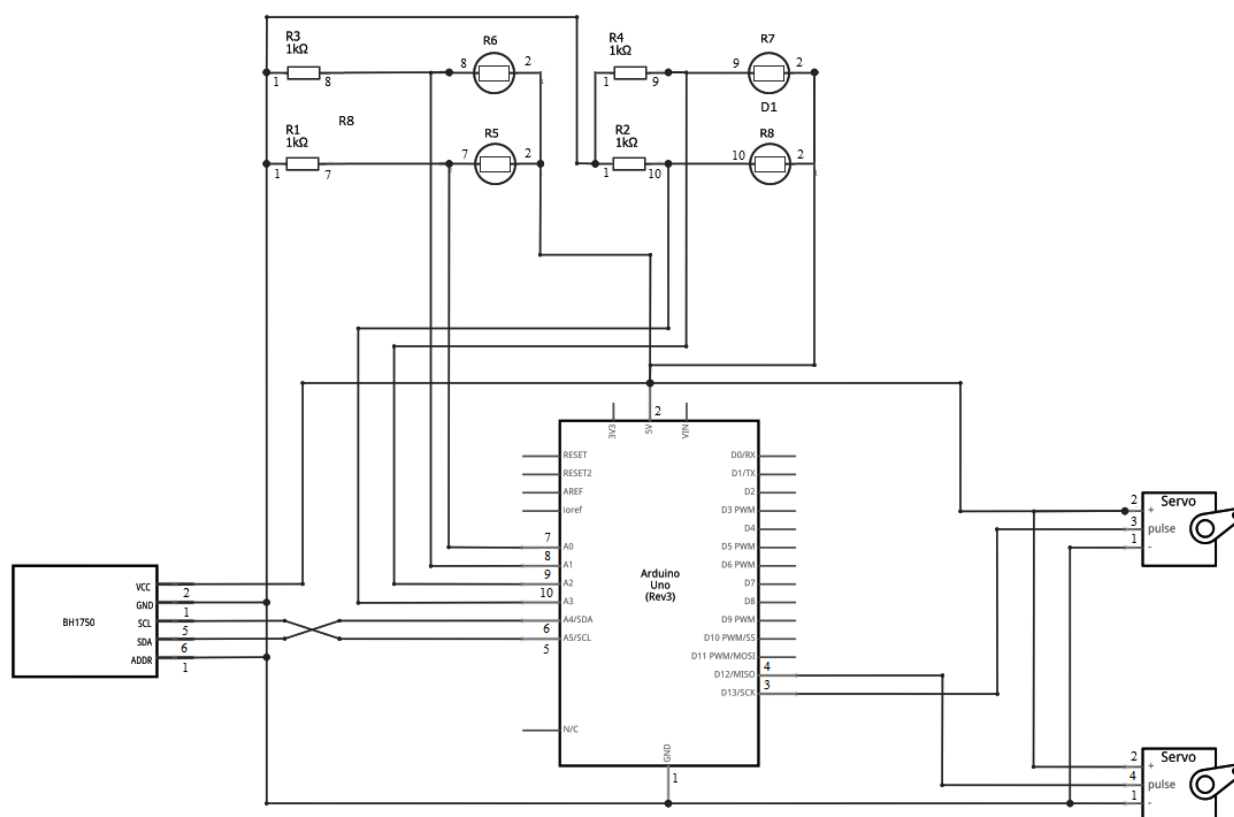 R3
1kΩ
1
8
8
R6
2
R4
1kΩ
1
9
9
R7
2
D1
R8
R1
1kΩ
1
7
7
R5
2
R2
1kΩ
1
10
10
R8
2
3V3
5V
VIN
2
RESET
RESET2
AREF
ioref
7
A0
8
A1
9
A2
10
A3
A4/SDA
6
A5/SCL
5
N/C
Arduino
Uno
(Rev3)
D0/RX
D1/TX
D2
D3 PWM
D4
D5 PWM
D6 PWM
D7
D8
D9 PWM
D10 PWM/SS
D11 PWM/MOSI
D12/MISO
4
D13/SCK
3
GND
1
BH1750
VCC
2
GND
1
SCL
5
SDA
6
ADDR
1
Servo
2
+
3
pulse
1
-
Servo
2
+
4
pulse
1
-